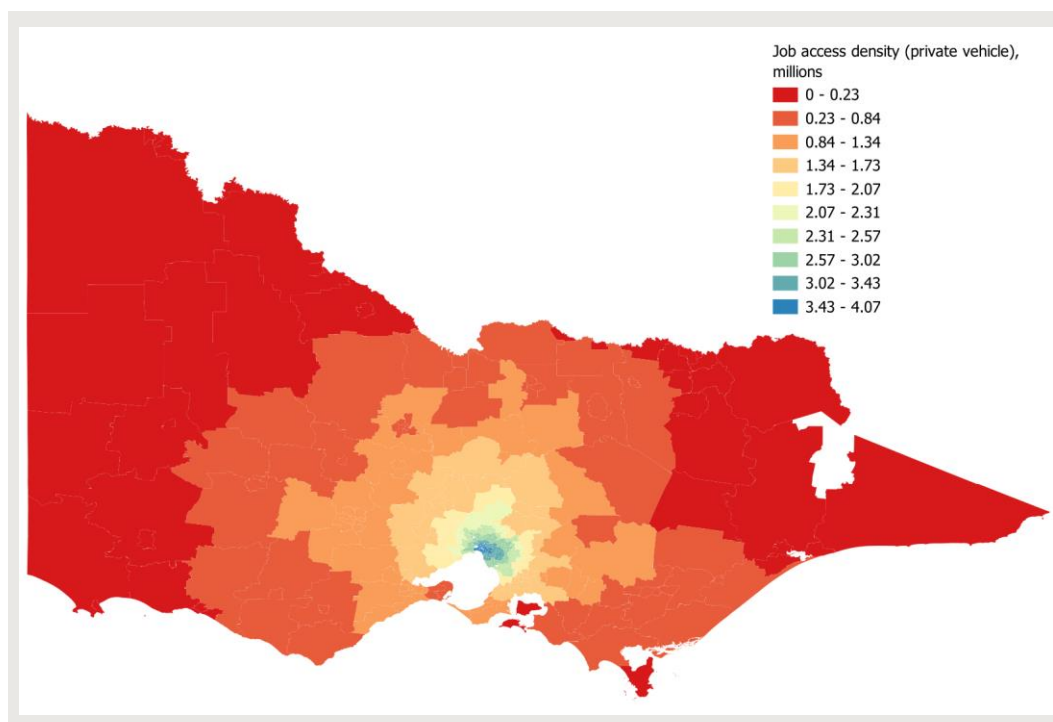 Job access density (private vehicle),
millions
0 - 0.23
0.23 - 0.84
0.84 - 1.34
1.34 - 1.73
1.73 - 2.07
2.07 - 2.31
2.31 - 2.57
2.57 - 3.02
3.02 - 3.43
3.43 - 4.07